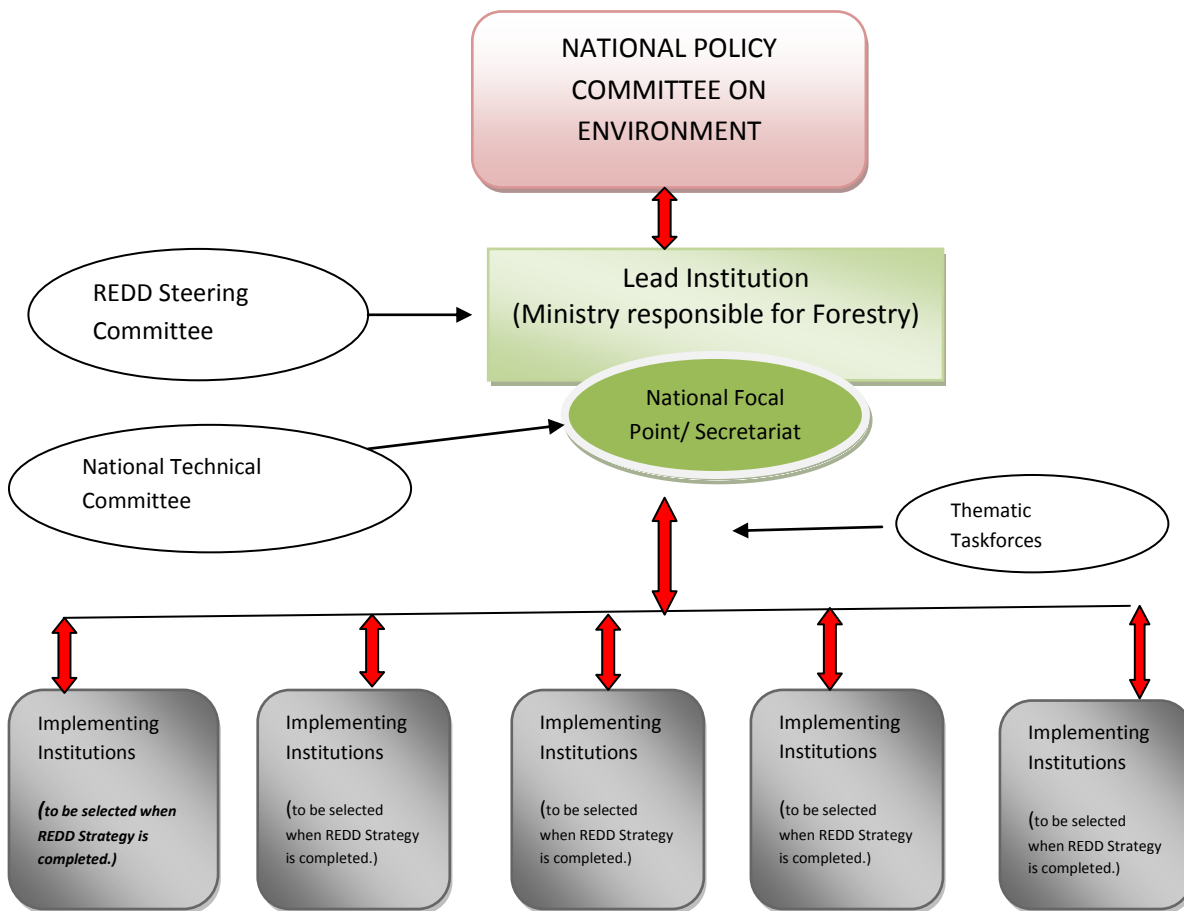 NATIONAL POLICY
COMMITTEE ON
ENVIRONMENT
Lead Institution
(Ministry responsible for Forestry)
REDD Steering
Committee
National Focal
Point/ Secretariat
National Technical
Committee
Thematic
Taskforces
Implementing
Institutions
(to be selected when
REDD Strategy is
completed.)
Implementing
Institutions
(to be selected
when REDD Strategy
is completed.)
Implementing
Institutions
(to be selected
when REDD Strategy
is completed.)
Implementing
Institutions
(to be selected
when REDD Strategy
is completed.)
Implementing
Institutions
(to be selected
when REDD Strategy
is completed.)